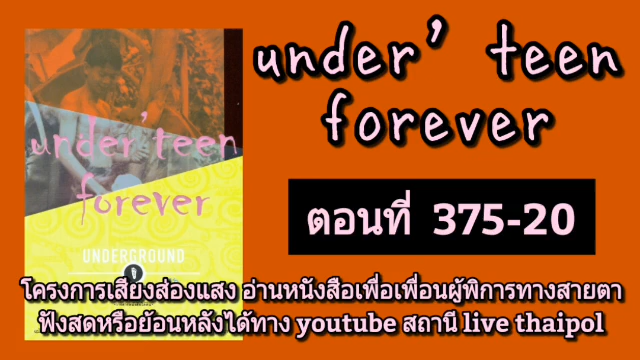 under' teen
forever
under'teen
forever
UNDERGROUND
ตอนที่ 375-20
โครงการเสียงส่องแสง อ่านหนังสือเพื่อเพื่อนผู้พิการทางสายตา
ฟังสดหรือย้อนหลังได้ทาง youtube สถานี live thaipol